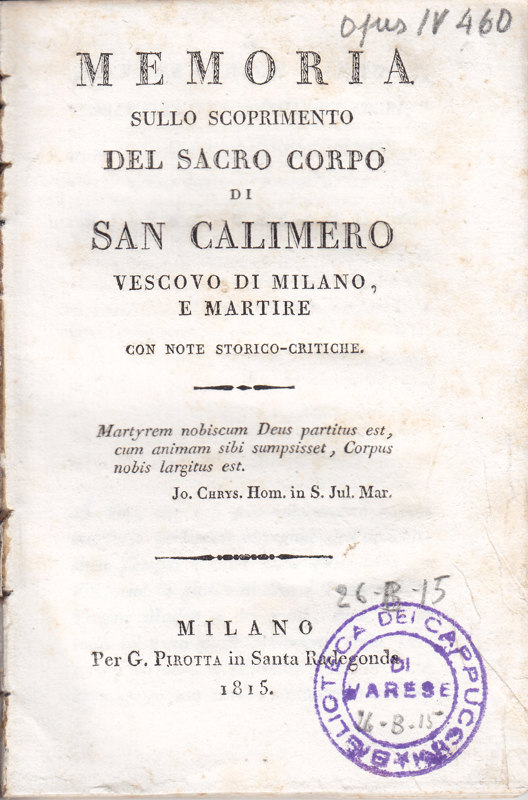 Opus IV 460
MEMORIA
SULLO SCOPRIMENTO
DEL SACRO CORPO
DI
SAN CALIMERO
VESCOVO DI MILANO,
E MARTIRE
CON NOTE STORICO-CRITICHE.
Martyrem nobiscum Deus partitus est,
cum animam sibi sumpsisset, Corpus
nobis largitus est.
Jo. CHRYS. Hom. in S. Jul. Mar.
26-B-15
MILANO
Per G. PIROTTA in Santa Radegonda
1815.
BIBLIOTECA DEI CAPPUCCINI
DI
VARESE
26-B-15